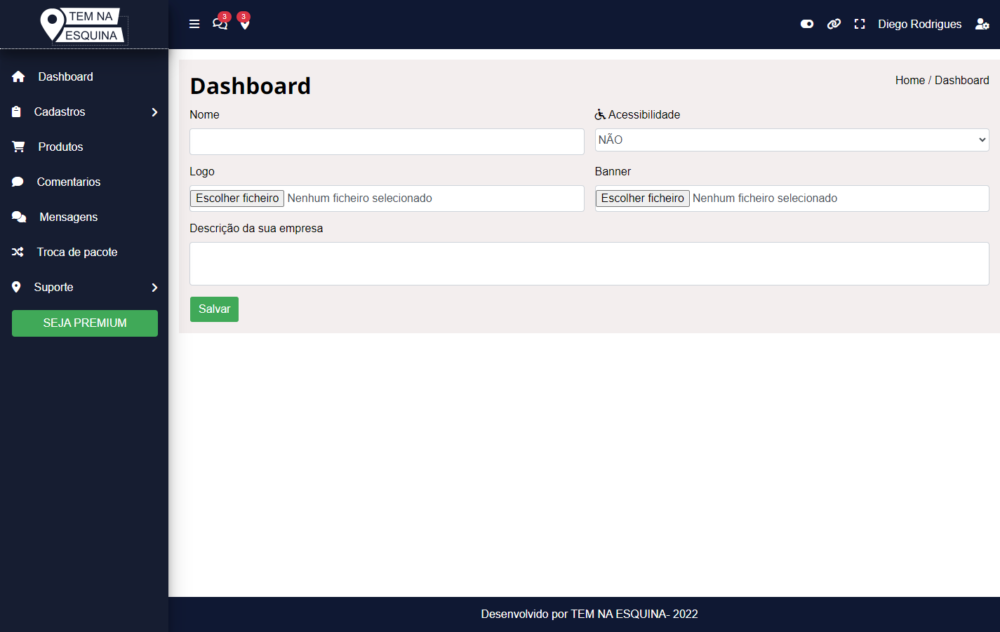 TEM NA
ESQUINA
3
3
Diego Rodrigues
Dashboard
Cadastros
Produtos
Comentarios
Mensagens
Troca de pacote
Suporte
SEJA PREMIUM
Dashboard
Home / Dashboard
Nome
Acessibilidade
NÃO
Logo
Banner
Escolher ficheiro Nenhum ficheiro selecionado
Escolher ficheiro Nenhum ficheiro selecionado
Descrição da sua empresa
Salvar
Desenvolvido por TEM NA ESQUINA- 2022